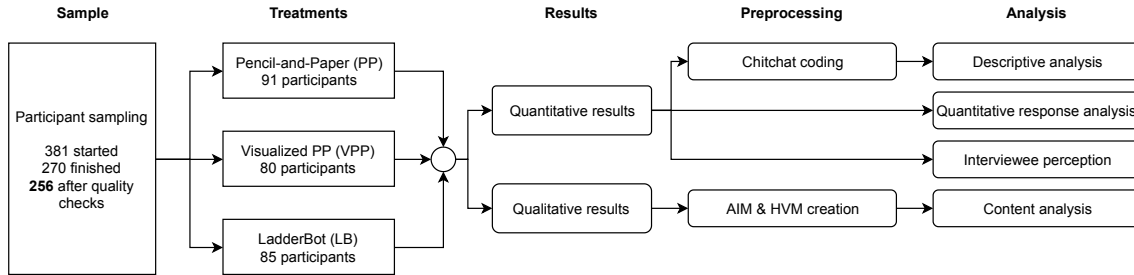 Sample
Treatments
Results
Preprocessing
Analysis
Participant sampling
381 started
270 finished
256 after quality
checks
Pencil-and-Paper (PP)
91 participants
Visualized PP (VPP)
80 participants
LadderBot (LB)
85 participants
Quantitative results
Qualitative results
Chitchat coding
AIM & HVM creation
Descriptive analysis
Quantitative response analysis
Interviewee perception
Content analysis